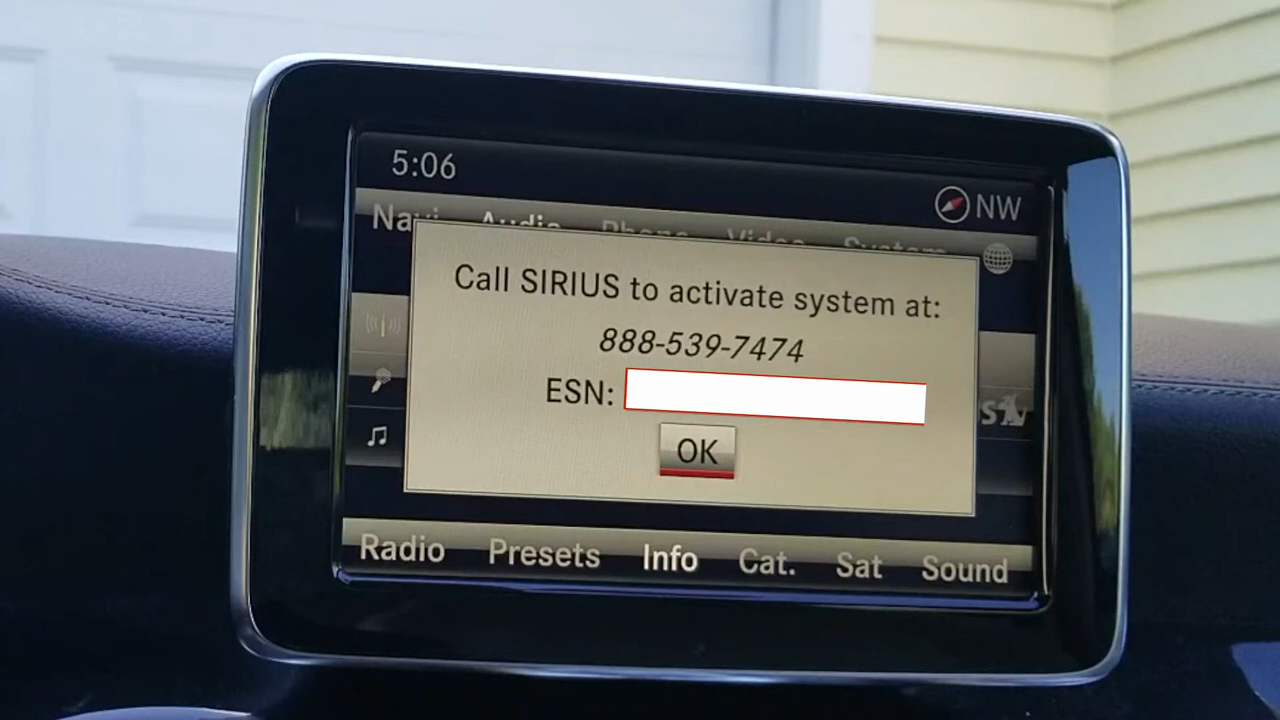 5:06
NW
Navi Audio Phone Video System
Call SIRIUS to activate system at:
888-539-7474
ESN:
OK
Radio Presets Info Cat. Sat Sound